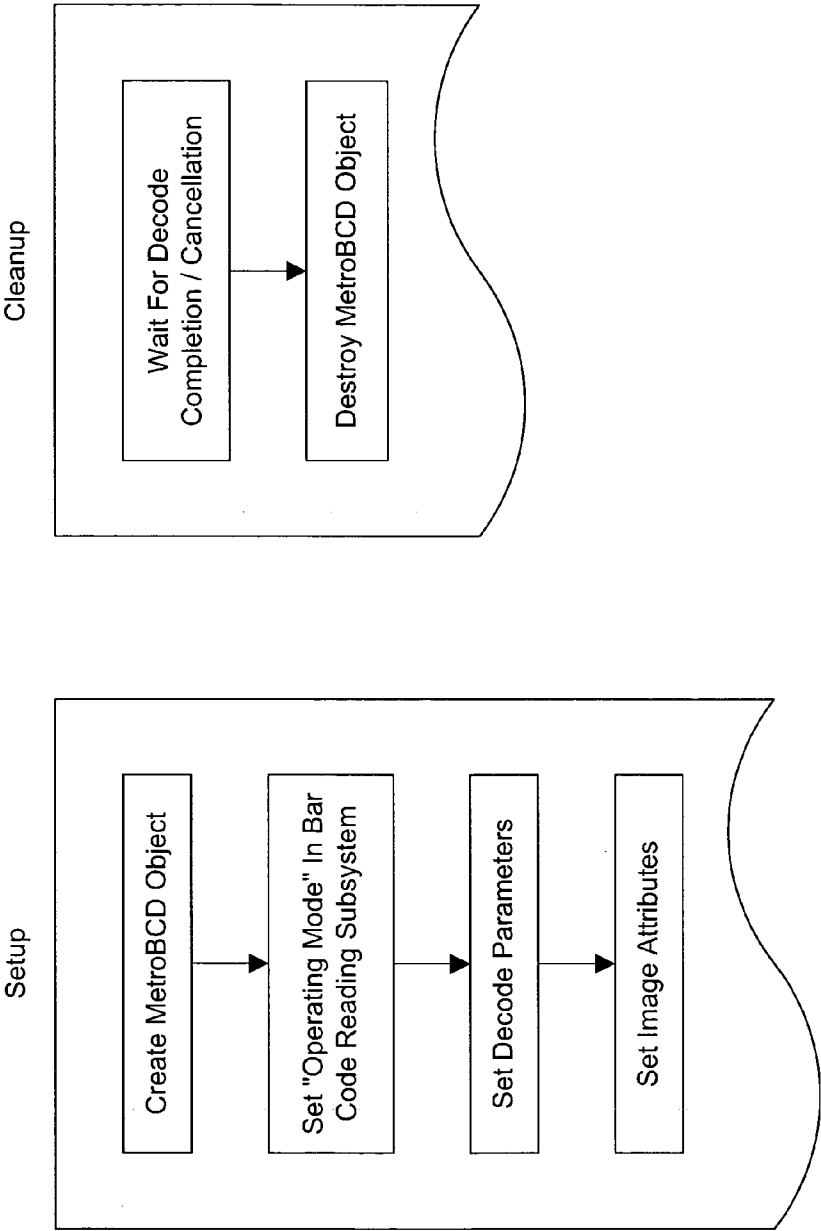 Setup
Create MetroBCD Object
Set "Operating Mode" In Bar
Code Reading Subsystem
Set Decode Parameters
Set Image Attributes
Cleanup
Wait For Decode
Completion / Cancellation
Destroy MetroBCD Object